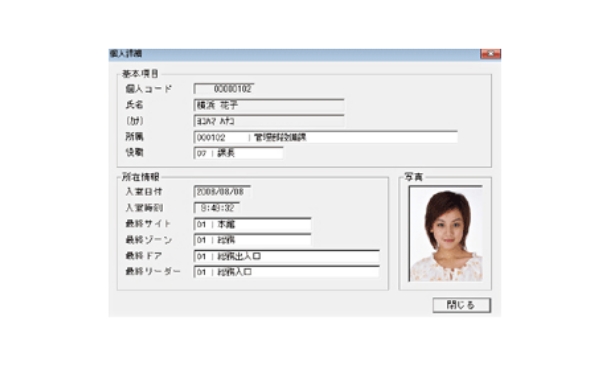 個人詳細
基本項目
個人コード 00000102
氏名 横浜 花子
(カナ) ﾖｺﾊﾏ ﾊﾅｺ
所属 000102 : 管理部設備課
役職 07 : 課長
所在情報
入室日付 2008/08/08
入室時刻 9:49:32
最終サイト 01 : 本館
最終ゾーン 01 : 総務
最終ドア 01 : 総務出入口
最終リーダー 01 : 総務入口
写真
閉じる